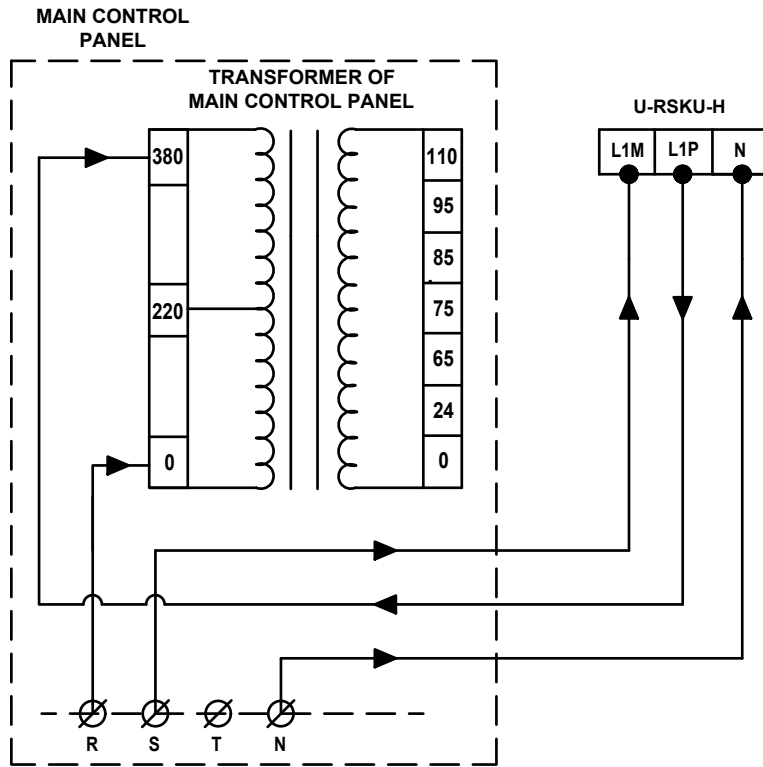 MAIN CONTROL
PANEL
TRANSFORMER OF
MAIN CONTROL PANEL
U-RSKU-H
L1M L1P N
380
220
0
110
95
85
75
65
24
0
R S T N